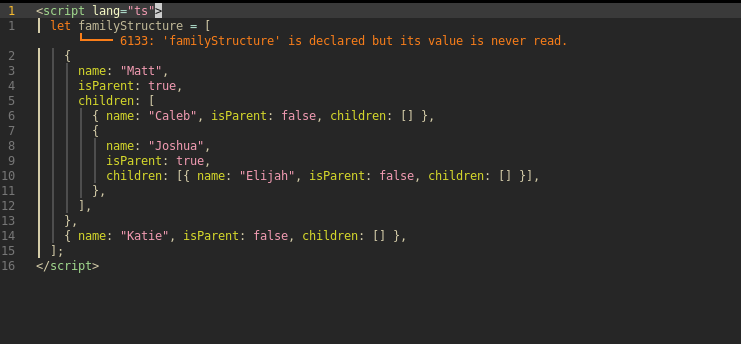 1 <script lang="ts">
1 let familyStructure = [
6133: 'familyStructure' is declared but its value is never read.
2 {
3 name: "Matt",
4 isParent: true,
5 children: [
6 { name: "Caleb", isParent: false, children: [] },
7 {
8 name: "Joshua",
9 isParent: true,
10 children: [{ name: "Elijah", isParent: false, children: [] }],
11 },
12 ],
13 },
14 { name: "Katie", isParent: false, children: [] },
15 ];
16 </script>